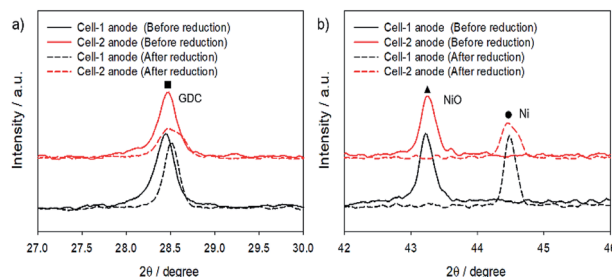 a)
Cell-1 anode (Before reduction)
Cell-2 anode (Before reduction)
Cell-1 anode (After reduction)
Cell-2 anode (After reduction)
GDC
Intensity / a.u.
27.0 27.5 28.0 28.5 29.0 29.5 30.0
2θ / degree
b)
Cell-1 anode (Before reduction)
Cell-2 anode (Before reduction)
Cell-1 anode (After reduction)
Cell-2 anode (After reduction)
NiO
Ni
Intensity / a.u.
42 43 44 45 46
2θ / degree